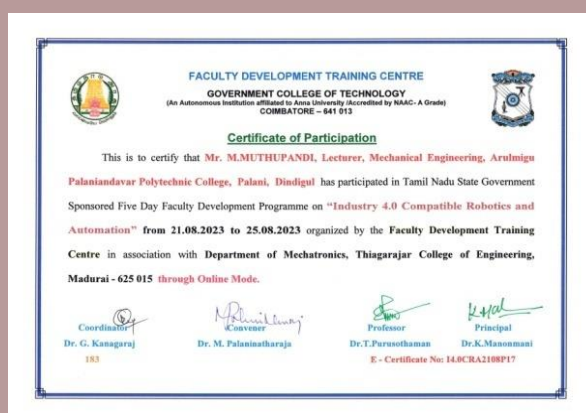 FACULTY DEVELOPMENT TRAINING CENTRE
GOVERNMENT COLLEGE OF TECHNOLOGY
(An Autonomous Institution affiliated to Anna University /Accredited by NAAC- A Grade)
COIMBATORE – 641 013
Certificate of Participation
This is to certify that Mr. M.MUTHUPANDI, Lecturer, Mechanical Engineering, Arulmigu
Palaniandavar Polytechnic College, Palani, Dindigul has participated in Tamil Nadu State Government
Sponsored Five Day Faculty Development Programme on "Industry 4.0 Compatible Robotics and
Automation" from 21.08.2023 to 25.08.2023 organized by the Faculty Development Training
Centre in association with Department of Mechatronics, Thiagarajar College of Engineering,
Madurai - 625 015 through Online Mode.
Coordinator Convener Professor Principal
Dr. G. Kanagaraj Dr. M. Palaninatharaja Dr.T.Purusothaman Dr.K.Manonmani
183 E - Certificate No: I4.0CRA2108P17